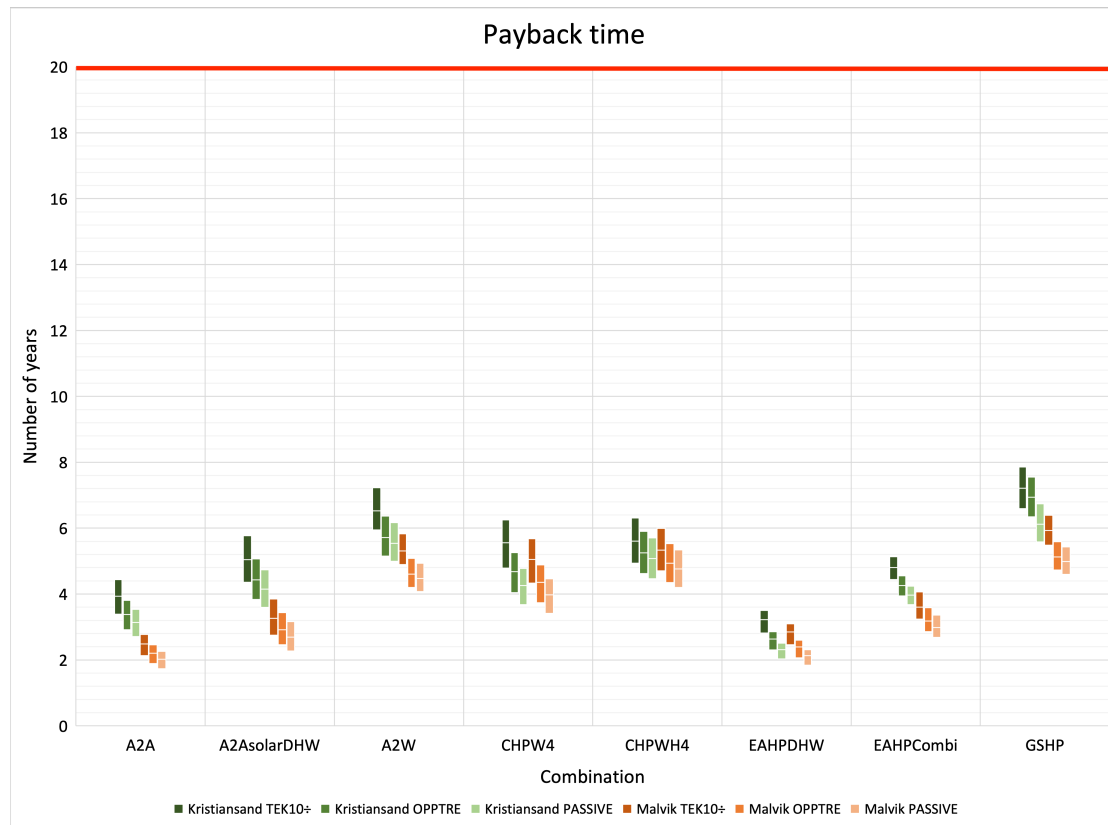 Payback time
20
18
16
14
12
10
8
6
4
2
0
Number of years
A2A A2AsolarDHW A2W CHPW4 CHPWH4 EAHPDHW EAHPCombi GSHP
Combination
Kristiansand TEK10÷ Kristiansand OPPTRE Kristiansand PASSIVE Malvik TEK10÷ Malvik OPPTRE Malvik PASSIVE